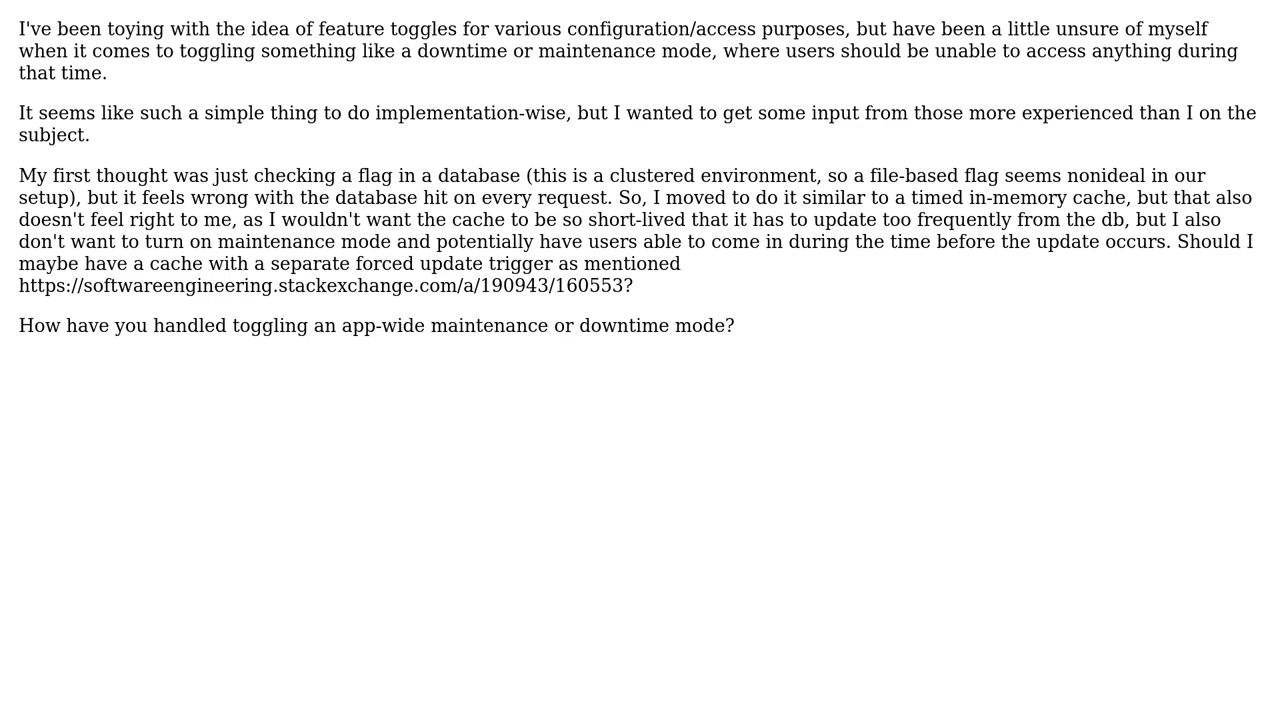 I've been toying with the idea of feature toggles for various configuration/access purposes, but have been a little unsure of myself
when it comes to toggling something like a downtime or maintenance mode, where users should be unable to access anything during
that time.
It seems like such a simple thing to do implementation-wise, but I wanted to get some input from those more experienced than I on the
subject.
My first thought was just checking a flag in a database (this is a clustered environment, so a file-based flag seems nonideal in our
setup), but it feels wrong with the database hit on every request. So, I moved to do it similar to a timed in-memory cache, but that also
doesn't feel right to me, as I wouldn't want the cache to be so short-lived that it has to update too frequently from the db, but I also
don't want to turn on maintenance mode and potentially have users able to come in during the time before the update occurs. Should I
maybe have a cache with a separate forced update trigger as mentioned
https://softwareengineering.stackexchange.com/a/190943/160553?
How have you handled toggling an app-wide maintenance or downtime mode?